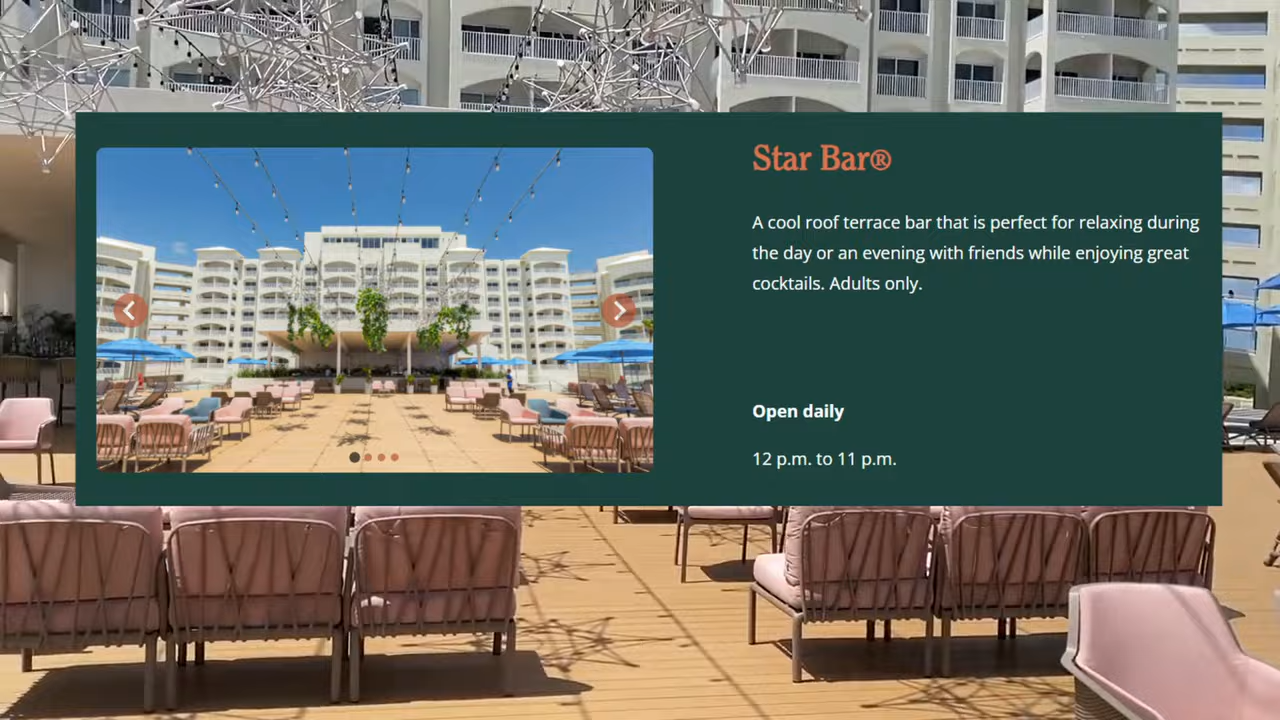 Star Bar®
A cool roof terrace bar that is perfect for relaxing during
the day or an evening with friends while enjoying great
cocktails. Adults only.
Open daily
12 p.m. to 11 p.m.